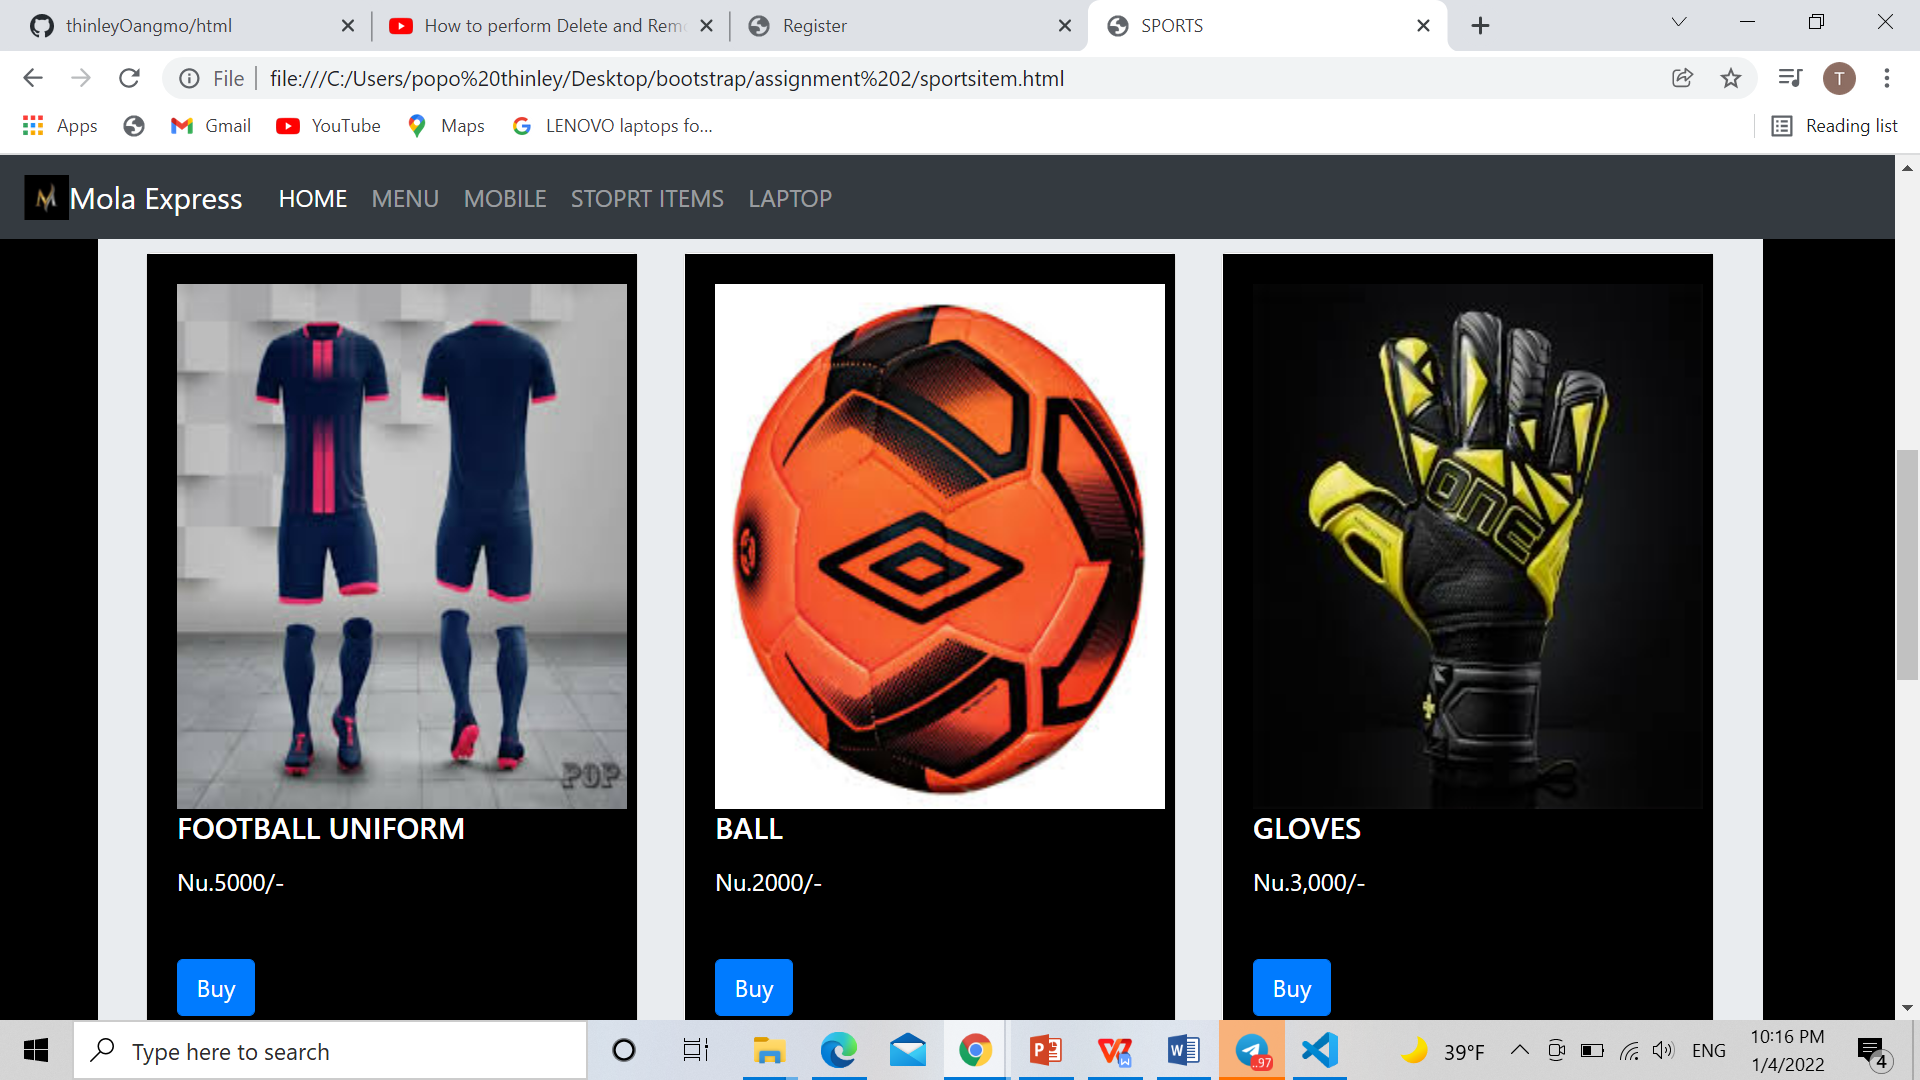 thinleyOangmo/html
How to perform Delete and Rem
Register
SPORTS
File
file:///C:/Users/popo%20thinley/Desktop/bootstrap/assignment%202/sportsitem.html
T
Apps
Gmail
YouTube
Maps
LENOVO laptops fo...
Reading list
M
Mola Express
HOME
MENU
MOBILE
STOPRT ITEMS
LAPTOP
POP
ONE
FOOTBALL UNIFORM
BALL
GLOVES
Nu.5000/-
Nu.2000/-
Nu.3,000/-
Buy
Buy
Buy
Type here to search
..97
39°F
ENG
10:16 PM
1/4/2022
4